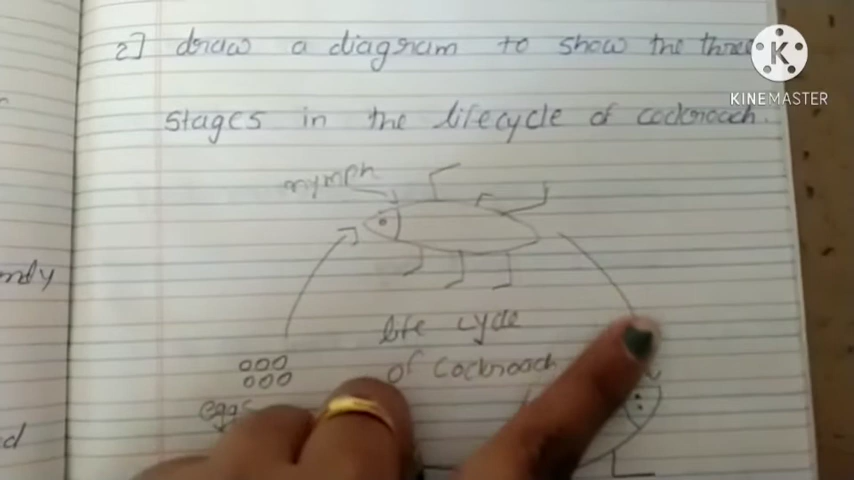 2] draw a diagram to show the three
stages in the lifecycle of cockroach.
nymph
life cycle
of cockroach
eggs
K
KINEMASTER